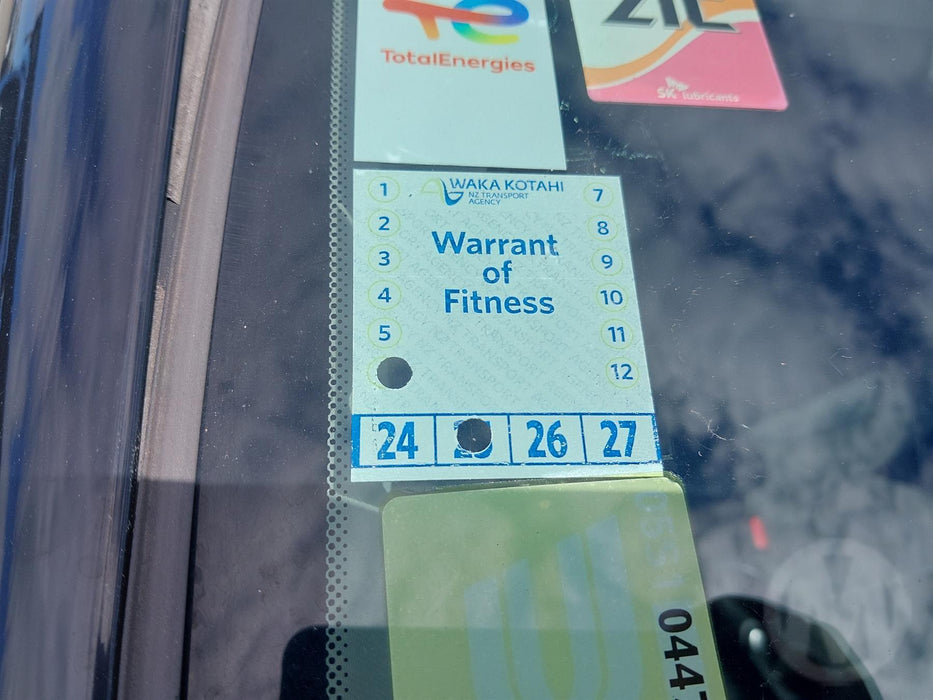 TotalEnergies
SK lubricants
WAKA KOTAHI
NZ TRANSPORT
AGENCY
Warrant
of
Fitness
1
2
3
4
5
7
8
9
10
11
12
24 26 27
0447